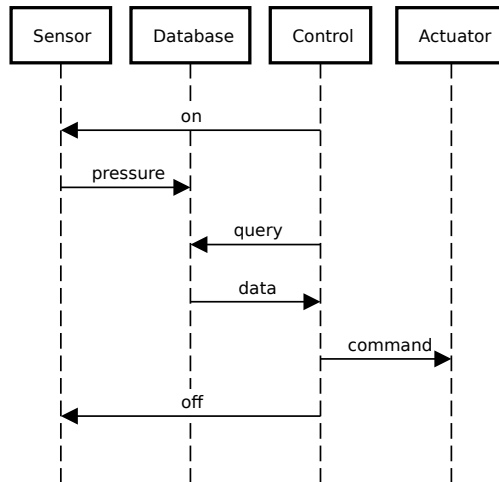 Sensor
Database
Control
Actuator
on
pressure
query
data
command
off